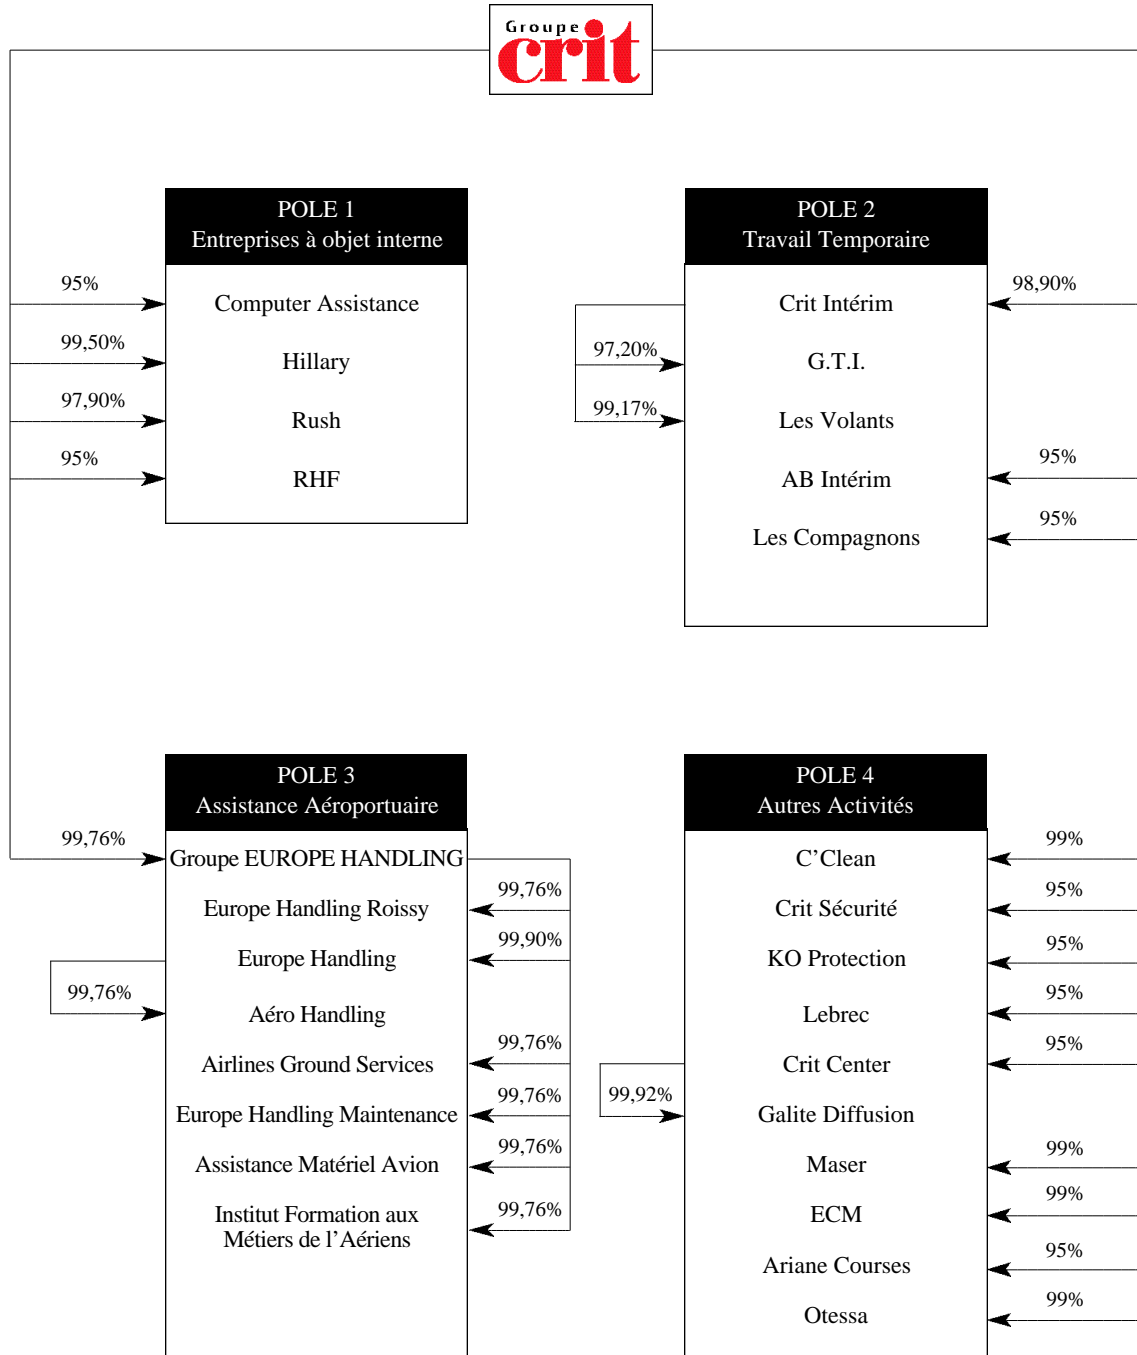 Groupe
crit
POLE 1
Entreprises à objet interne
95%
Computer Assistance
99,50%
Hillary
97,90%
Rush
95%
RHF
POLE 2
Travail Temporaire
Crit Intérim
98,90%
97,20%
G.T.I.
99,17%
Les Volants
AB Intérim
95%
Les Compagnons
95%
POLE 3
Assistance Aéroportuaire
99,76%
Groupe EUROPE HANDLING
Europe Handling Roissy
99,76%
Europe Handling
99,90%
99,76%
Aéro Handling
Airlines Ground Services
99,76%
Europe Handling Maintenance
99,76%
Assistance Matériel Avion
99,76%
Institut Formation aux
Métiers de l’Aériens
99,76%
POLE 4
Autres Activités
C’Clean
99%
Crit Sécurité
95%
KO Protection
95%
Lebrec
95%
Crit Center
95%
99,92%
Galite Diffusion
Maser
99%
ECM
99%
Ariane Courses
95%
Otessa
99%